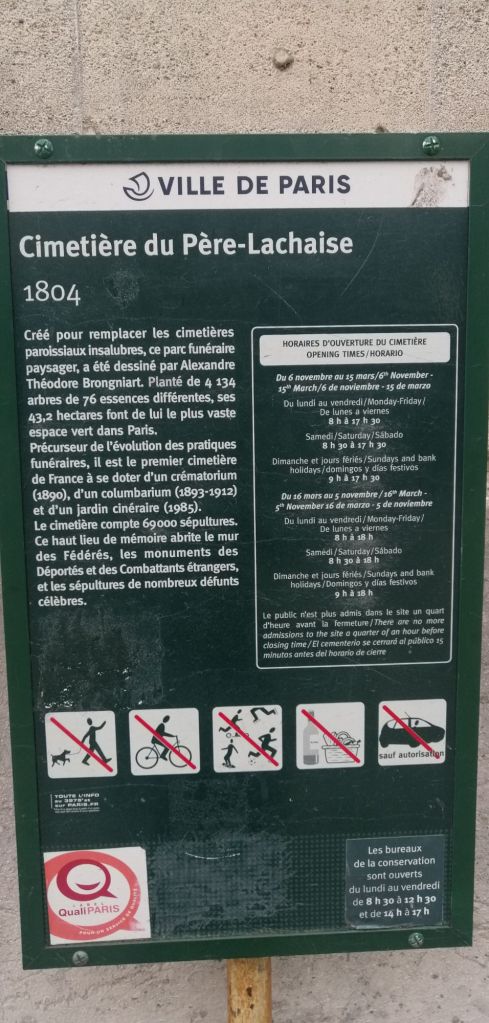 VILLE DE PARIS
Cimetière du Père-Lachaise
1804
Créé pour remplacer les cimetières
paroissiaux insalubres, ce parc funéraire
paysager, a été dessiné par Alexandre
Théodore Brongniart. Planté de 4 134
arbres de 76 essences différentes, ses
43,2 hectares font de lui le plus vaste
espace vert dans Paris.
Précurseur de l'évolution des pratiques
funéraires, il est le premier cimetière
de France à se doter d'un crématorium
(1890), d'un columbarium (1893-1912)
et d'un jardin cinéraire (1985).
Le cimetière compte 69000 sépultures.
Ce haut lieu de mémoire abrite le mur
des Fédérés, les monuments des
Déportés et des Combattants étrangers,
et les sépultures de nombreux défunts
célèbres.
HORAIRES D'OUVERTURE DU CIMETIÈRE
OPENING TIMES/HORARIO
Du 6 novembre au 15 mars/6th November -
15th March/6 de noviembre - 15 de marzo
Du lundi au vendredi/Monday-Friday/
De lunes a viernes
8 h à 17 h 30
Samedi/Saturday/Sábado
8 h 30 à 17 h 30
Dimanche et jours fériés/Sundays and bank
holidays/domingos y días festivos
9 h à 17 h 30
Du 16 mars au 5 novembre/16th March -
5th November 16 de marzo - 5 de noviembre
Du lundi au vendredi/Monday-Friday/
De lunes a viernes
8 h à 18 h
Samedi/Saturday/Sábado
8 h 30 à 18 h
Dimanche et jours fériés/Sundays and bank
holidays/Domingos y días festivos
9 h à 18 h
Le public n'est plus admis dans le site un quart
d'heure avant la fermeture/There are no more
admissions to the site a quarter of an hour before
closing time/El cementerio se cerrará al público 15
minutos antes del horario de cierre
sauf autorisation
TOUTE L'INFO
au 3975 et
sur PARIS.FR
LABEL
QualiPARIS
POUR UN SERVICE DE QUALITÉ
Les bureaux
de la conservation
sont ouverts
du lundi au vendredi
de 8 h 30 à 12 h 30
et de 14 h à 17 h